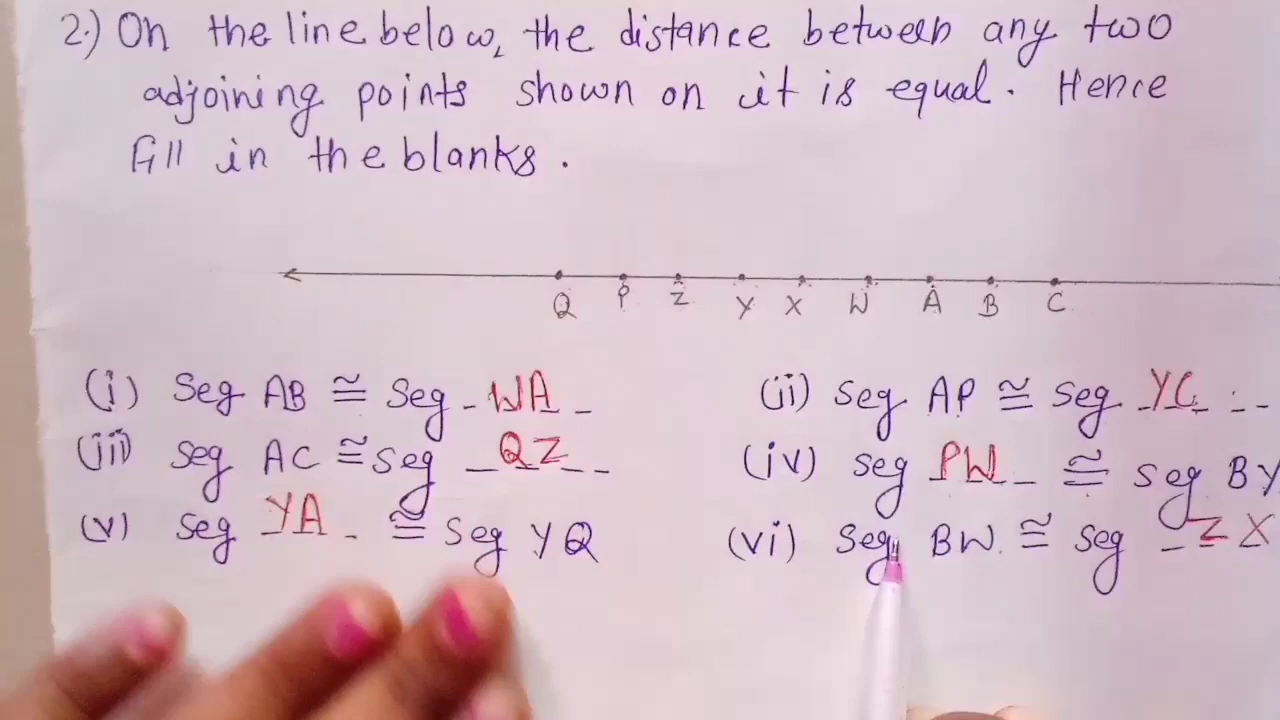 2.) On the line below, the distance between any two
adjoining points shown on it is equal. Hence
fill in the blanks.
Q P Z Y X W A B C
(i) Seg AB ≅ Seg _ WA _ (ii) Seg AP ≅ Seg _ YC _ _ _
(iii) Seg AC ≅ Seg _ QZ _ _ (iv) Seg _ PW _ ≅ Seg BY
(v) Seg _ YA _ ≅ Seg YQ (vi) Seg BW ≅ Seg _ ZX